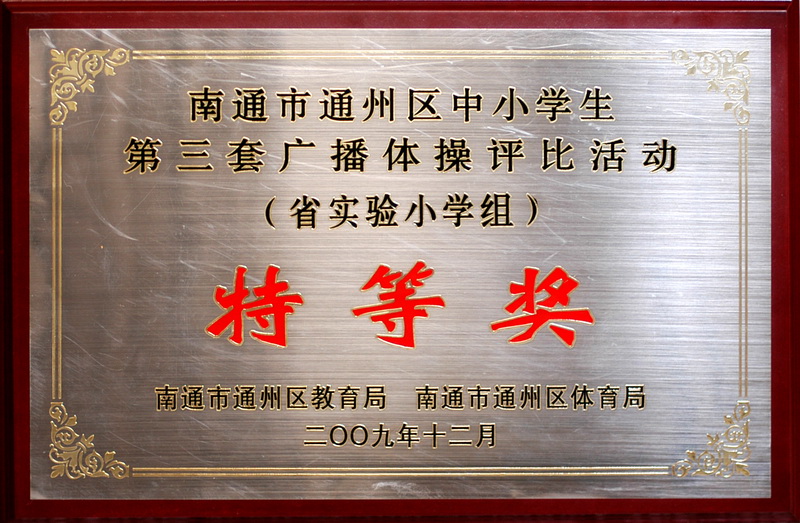 南通市通州区中小学生
第三套广播体操评比活动
（省实验小学组）
特等奖
南通市通州区教育局 南通市通州区体育局
二〇〇九年十二月